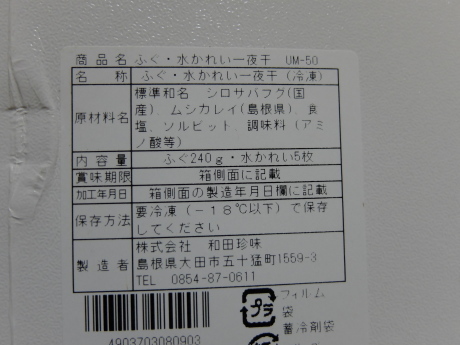 商品名 ふぐ・水かれい一夜干 UM-50
名称 ふぐ・水かれい一夜干(冷凍)
原材料名 標準和名 シロサバフグ(国
産)、ムシカレイ(島根県)、食
塩、ソルビット、調味料(アミ
ノ酸等)
内容量 ふぐ240g・水かれい5枚
賞味期限 箱側面に記載
加工年月日 箱側面の製造年月日欄に記載
保存方法 要冷凍(-18℃以下)で保存
してください
製造者 株式会社 和田珍味
島根県大田市五十猛町1559-3
TEL 0854-87-0611
4903703080903
プラ
フィルム
袋
蓄冷剤袋